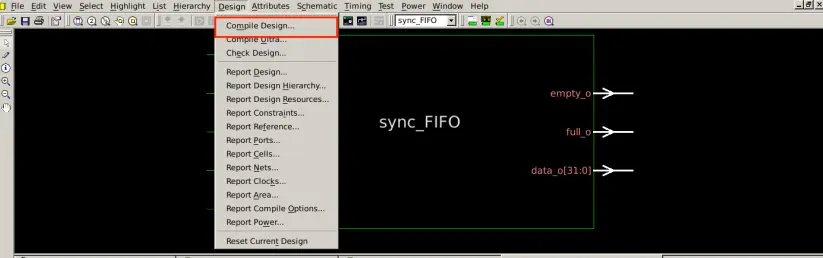 File Edit View Select Highlight List Hierarchy Design Attributes Schematic Timing Test Power Window Help
sync_FIFO
Compile Design...
Compile Ultra...
Check Design...
Report Design...
Report Design Hierarchy...
Report Design Resources...
Report Constraints...
Report Reference...
Report Ports...
Report Cells...
Report Nets...
Report Clocks...
Report Area...
Report Compile Options...
Report Power...
Reset Current Design
sync_FIFO
empty_o
full_o
data_o[31:0]